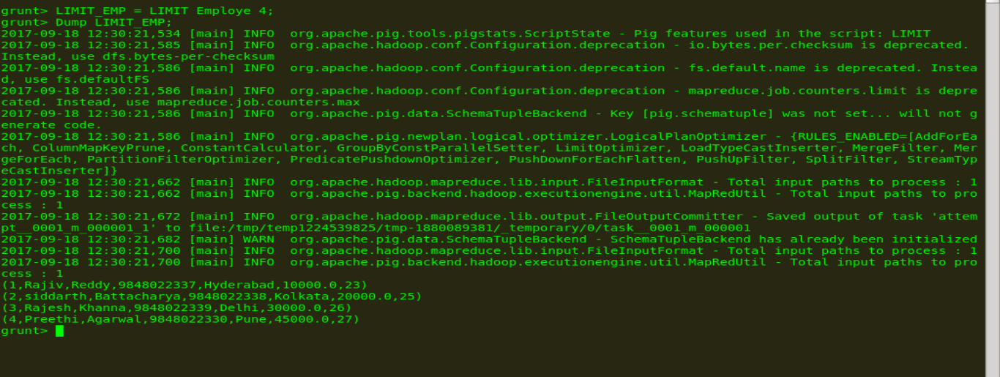 grunt> LIMIT_EMP = LIMIT Employe 4;
grunt> Dump LIMIT_EMP;
2017-09-18 12:30:21,534 [main] INFO  org.apache.pig.tools.pigstats.ScriptState - Pig features used in the script: LIMIT
2017-09-18 12:30:21,585 [main] INFO  org.apache.hadoop.conf.Configuration.deprecation - io.bytes.per.checksum is deprecated.
Instead, use dfs.bytes-per-checksum
2017-09-18 12:30:21,586 [main] INFO  org.apache.hadoop.conf.Configuration.deprecation - fs.default.name is deprecated. Instea
d, use fs.defaultFS
2017-09-18 12:30:21,586 [main] INFO  org.apache.hadoop.conf.Configuration.deprecation - mapreduce.job.counters.limit is depre
cated. Instead, use mapreduce.job.counters.max
2017-09-18 12:30:21,586 [main] INFO  org.apache.pig.data.SchemaTupleBackend - Key [pig.schematuple] was not set... will not g
enerate code.
2017-09-18 12:30:21,586 [main] INFO  org.apache.pig.newplan.logical.optimizer.LogicalPlanOptimizer - {RULES_ENABLED=[AddForEa
ch, ColumnMapKeyPrune, ConstantCalculator, GroupByConstParallelSetter, LimitOptimizer, LoadTypeCastInserter, MergeFilter, Mer
geForEach, PartitionFilterOptimizer, PredicatePushdownOptimizer, PushDownForEachFlatten, PushUpFilter, SplitFilter, StreamTyp
eCastInserter]}
2017-09-18 12:30:21,662 [main] INFO  org.apache.hadoop.mapreduce.lib.input.FileInputFormat - Total input paths to process : 1
2017-09-18 12:30:21,662 [main] INFO  org.apache.pig.backend.hadoop.executionengine.util.MapRedUtil - Total input paths to pro
cess : 1
2017-09-18 12:30:21,672 [main] INFO  org.apache.hadoop.mapreduce.lib.output.FileOutputCommitter - Saved output of task 'attem
pt__0001_m_000001_1' to file:/tmp/temp1224539825/tmp-1880089381/_temporary/0/task__0001_m_000001
2017-09-18 12:30:21,682 [main] WARN  org.apache.pig.data.SchemaTupleBackend - SchemaTupleBackend has already been initialized
2017-09-18 12:30:21,700 [main] INFO  org.apache.hadoop.mapreduce.lib.input.FileInputFormat - Total input paths to process : 1
2017-09-18 12:30:21,700 [main] INFO  org.apache.pig.backend.hadoop.executionengine.util.MapRedUtil - Total input paths to pro
cess : 1
(1,Rajiv,Reddy,9848022337,Hyderabad,10000.0,23)
(2,siddarth,Battacharya,9848022338,Kolkata,20000.0,25)
(3,Rajesh,Khanna,9848022339,Delhi,30000.0,26)
(4,Preethi,Agarwal,9848022330,Pune,45000.0,27)
grunt>